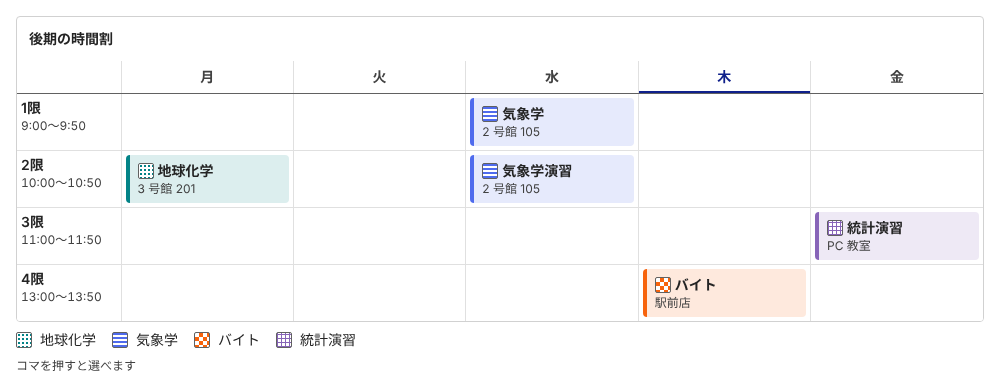 後期の時間割
月 火 水 木 金
1限
9:00〜9:50
気象学
2 号館 105
2限
10:00〜10:50
地球化学
3 号館 201
気象学演習
2 号館 105
3限
11:00〜11:50
統計演習
PC 教室
4限
13:00〜13:50
バイト
駅前店
地球化学 気象学 バイト 統計演習
コマを押すと選べます